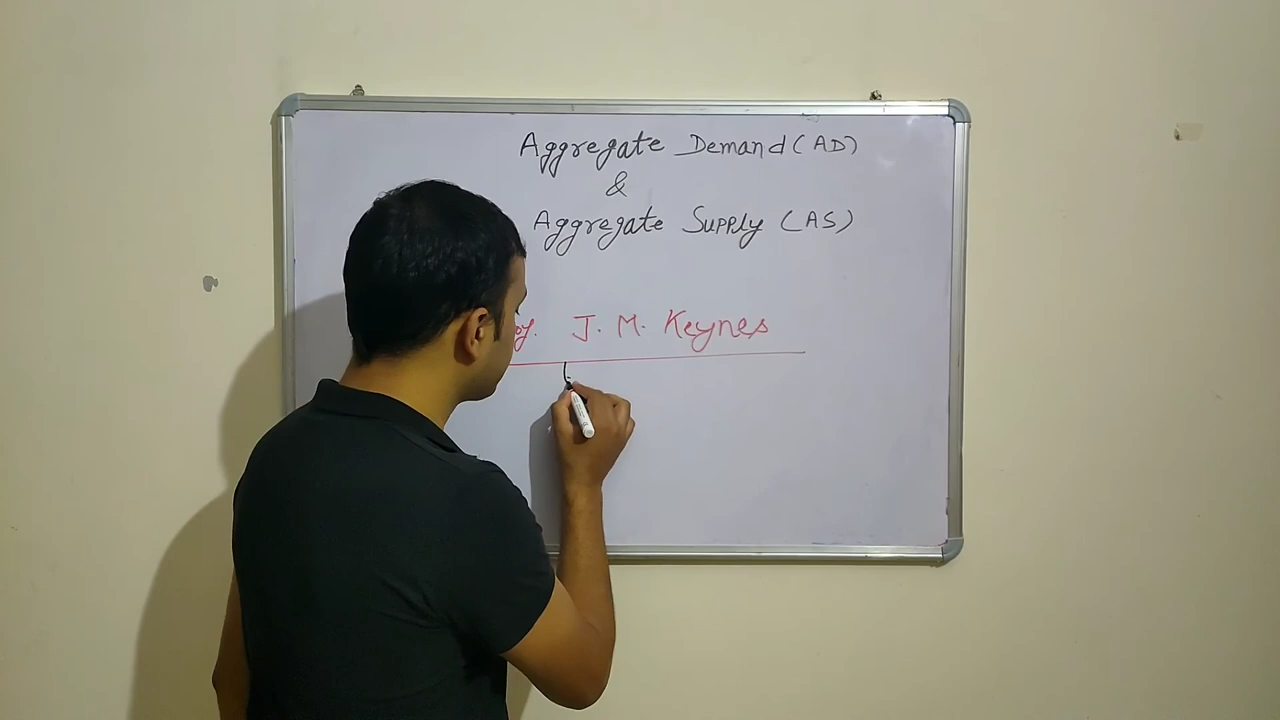 Aggregate Demand (AD)
&
Aggregate Supply (AS)
J. M. Keynes